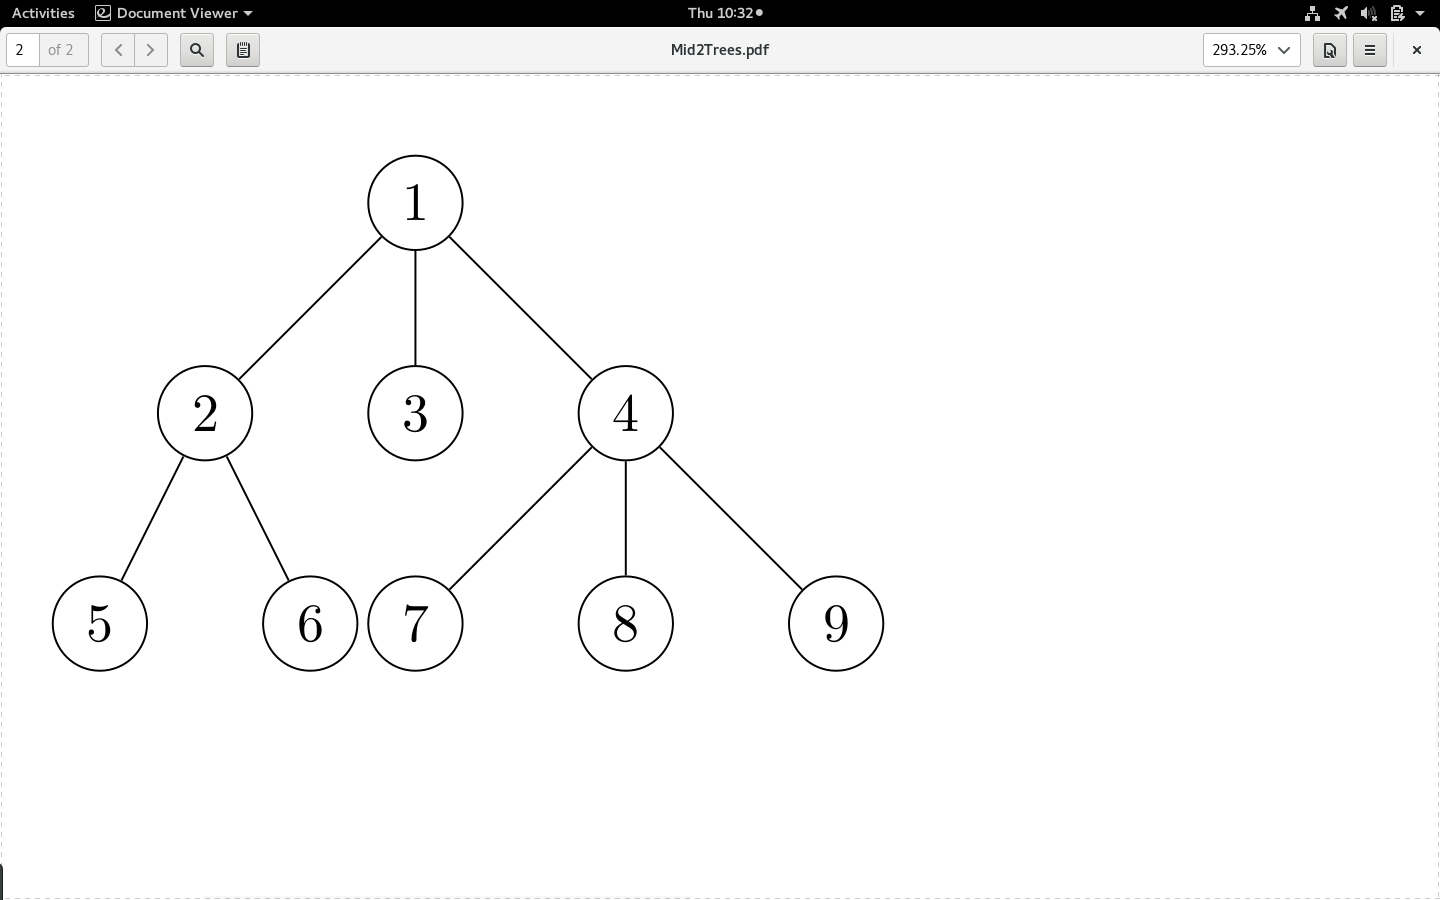 Activities Document Viewer Thu 10:32
2 of 2 Mid2Trees.pdf 293.25%
1
2 3 4
5 6 7 8 9